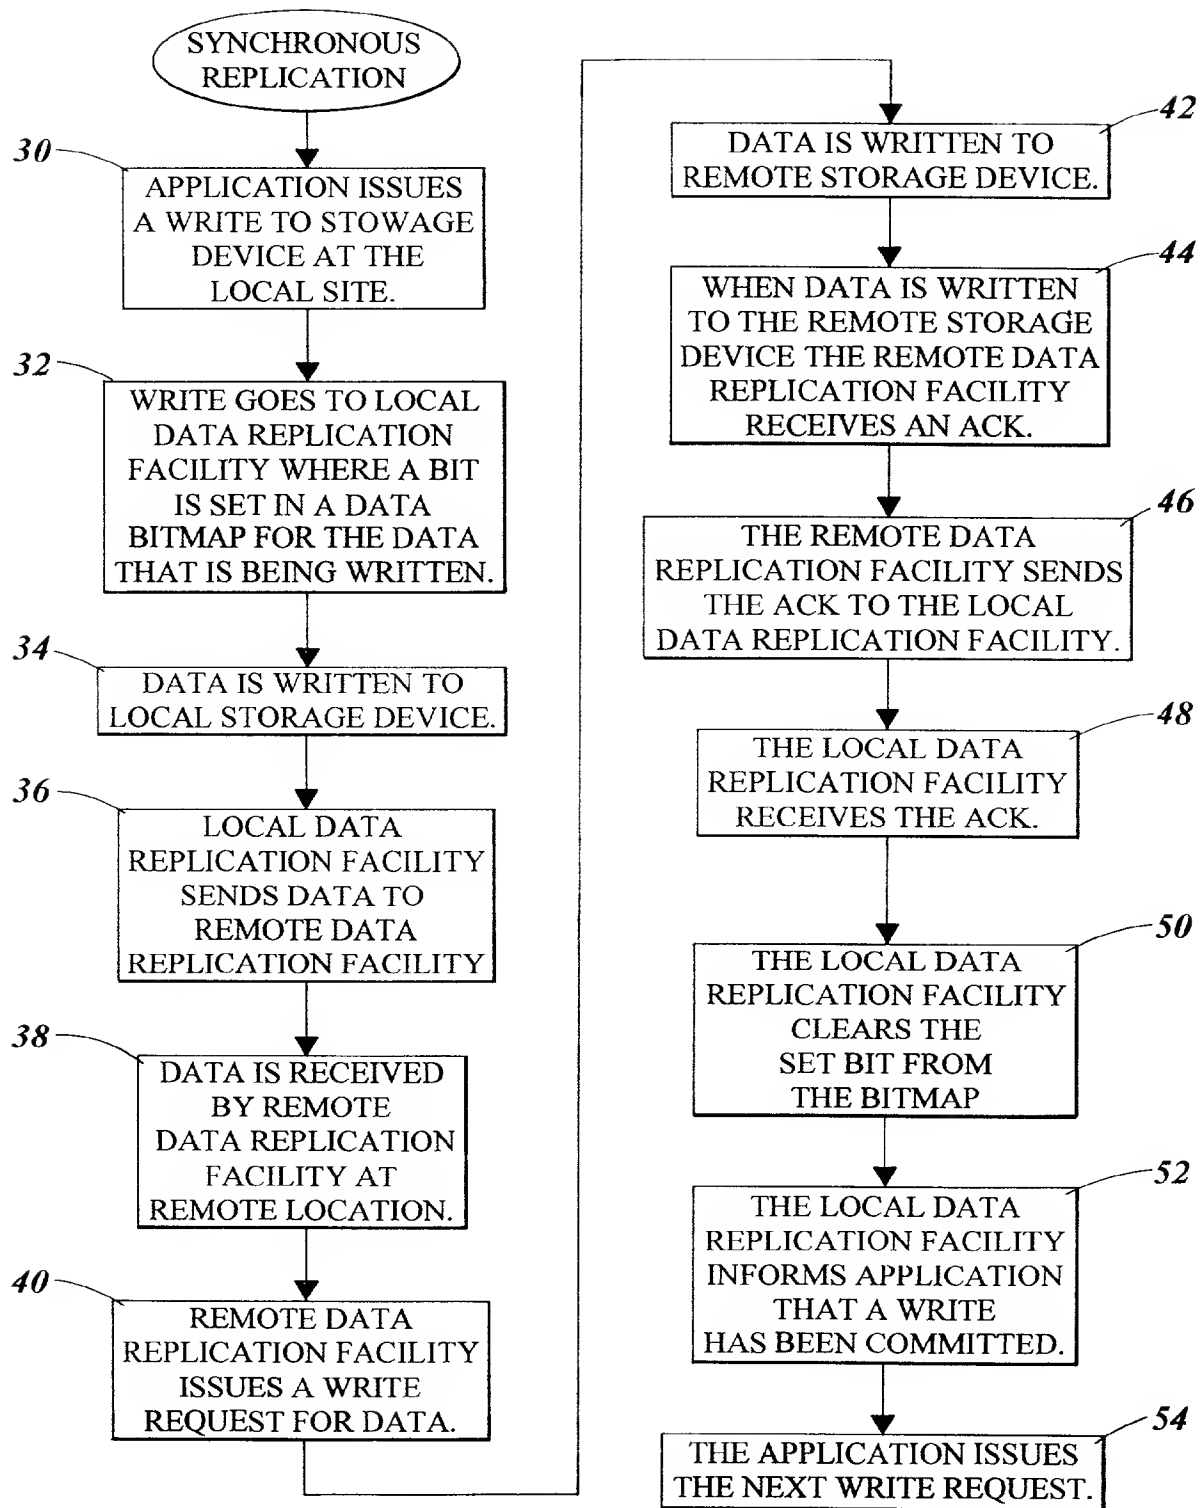 SYNCHRONOUS
REPLICATION
30
APPLICATION ISSUES
A WRITE TO STOWAGE
DEVICE AT THE
LOCAL SITE.
32
WRITE GOES TO LOCAL
DATA REPLICATION
FACILITY WHERE A BIT
IS SET IN A DATA
BITMAP FOR THE DATA
THAT IS BEING WRITTEN.
34
DATA IS WRITTEN TO
LOCAL STORAGE DEVICE.
36
LOCAL DATA
REPLICATION FACILITY
SENDS DATA TO
REMOTE DATA
REPLICATION FACILITY
38
DATA IS RECEIVED
BY REMOTE
DATA REPLICATION
FACILITY AT
REMOTE LOCATION.
40
REMOTE DATA
REPLICATION FACILITY
ISSUES A WRITE
REQUEST FOR DATA.
42
DATA IS WRITTEN TO
REMOTE STORAGE DEVICE.
44
WHEN DATA IS WRITTEN
TO THE REMOTE STORAGE
DEVICE THE REMOTE DATA
REPLICATION FACILITY
RECEIVES AN ACK.
46
THE REMOTE DATA
REPLICATION FACILITY SENDS
THE ACK TO THE LOCAL
DATA REPLICATION FACILITY.
48
THE LOCAL DATA
REPLICATION FACILITY
RECEIVES THE ACK.
50
THE LOCAL DATA
REPLICATION FACILITY
CLEARS THE
SET BIT FROM
THE BITMAP
52
THE LOCAL DATA
REPLICATION FACILITY
INFORMS APPLICATION
THAT A WRITE
HAS BEEN COMMITTED.
54
THE APPLICATION ISSUES
THE NEXT WRITE REQUEST.